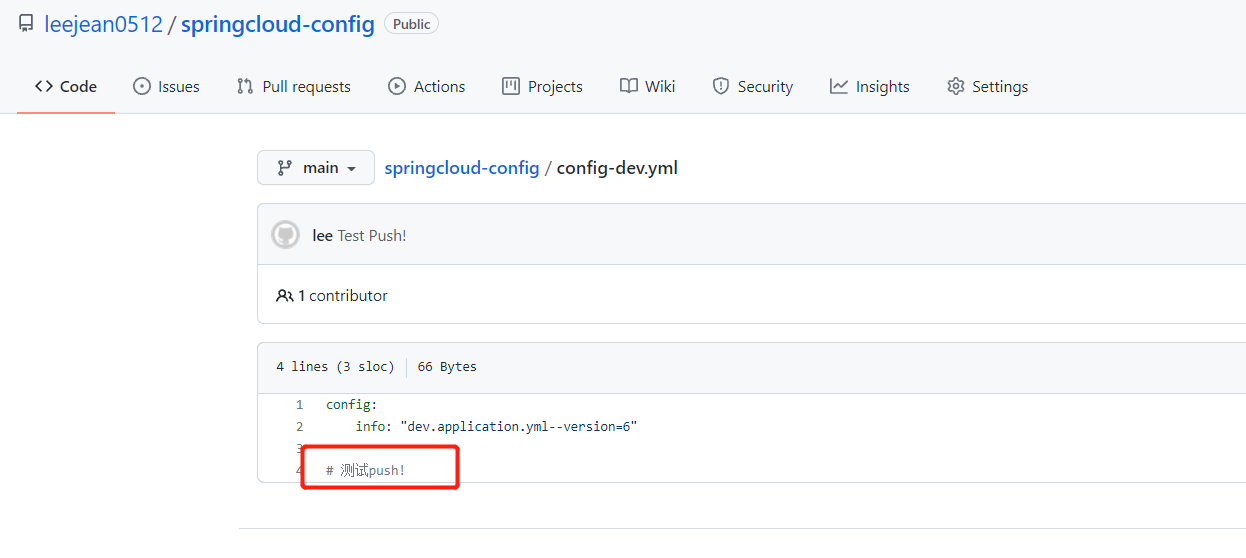 leejean0512 / springcloud-config Public
Code Issues Pull requests Actions Projects Wiki Security Insights Settings
main springcloud-config / config-dev.yml
lee Test Push!
1 contributor
4 lines (3 sloc) 66 Bytes
1 config:
2 info: "dev.application.yml--version=6"
3
4 # 测试push!